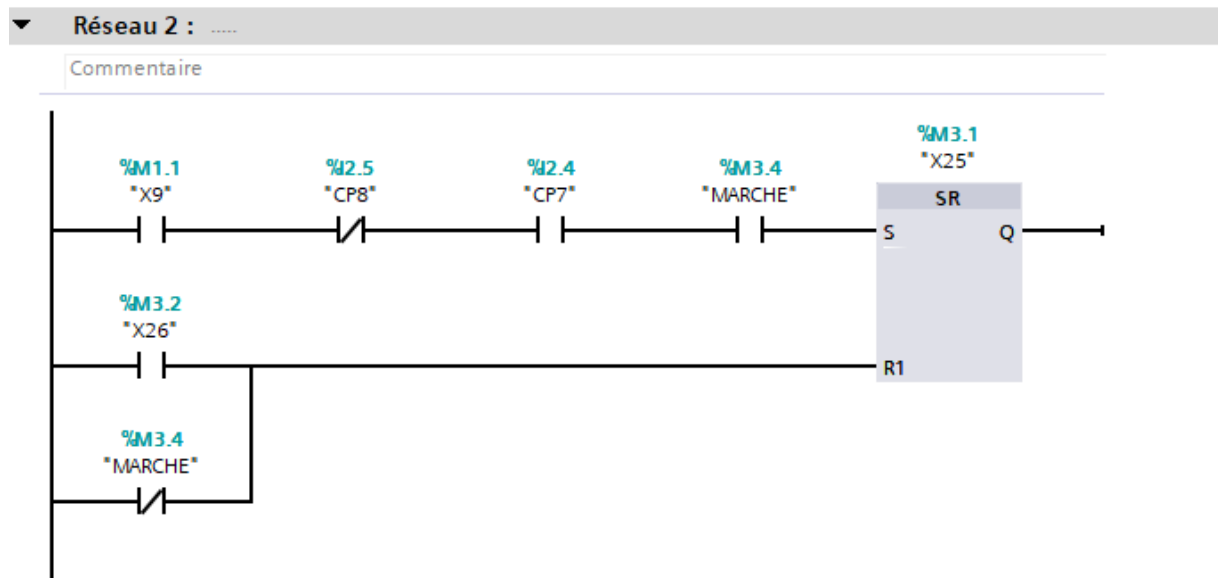 Réseau 2 : .....
Commentaire
%M3.1
"X25"
%M1.1 %I2.5 %I2.4 %M3.4
"X9" "CP8" "CP7" "MARCHE"
SR
S Q
%M3.2
"X26"
R1
%M3.4
"MARCHE"